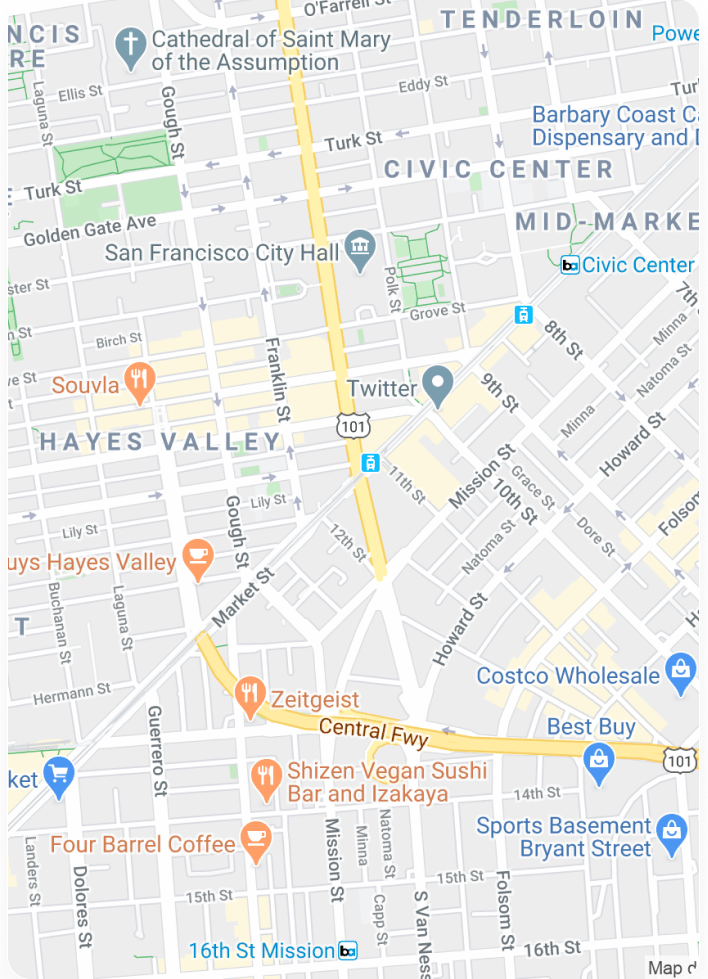 O'Farrell St
TENDERLOIN
NCIS
RE
Cathedral of Saint Mary
of the Assumption
Powe
Laguna St
Ellis St
Gough St
Eddy St
Turk
Barbary Coast Ca
Dispensary and
Turk St
CIVIC CENTER
Turk St
Golden Gate Ave
MID-MARKE
San Francisco City Hall
Civic Center
Polk St
ster St
7th
Grove St
Minna
n St
Birch St
8th St
Natoma St
ve St
Souvla
Franklin St
Twitter
9th St
Minna
101
HAYES VALLEY
Howard St
Mission St
11th St
Grace St
10th St
Folsom
Lily St
Gough St
Lily St
12th St
Dore St
Natoma St
uys Hayes Valley
Market St
Buchanan St
Laguna St
Howard St
T
Costco Wholesale
Hermann St
Zeitgeist
Guerrero St
Central Fwy
Best Buy
101
ket
Shizen Vegan Sushi
Bar and Izakaya
14th St
Four Barrel Coffee
Mission St
Minna
Natoma St
Sports Basement
Bryant Street
Landers St
Dolores St
15th St
15th St
Capp St
S Van Ness
Folsom St
16th St Mission
16th St
Map d